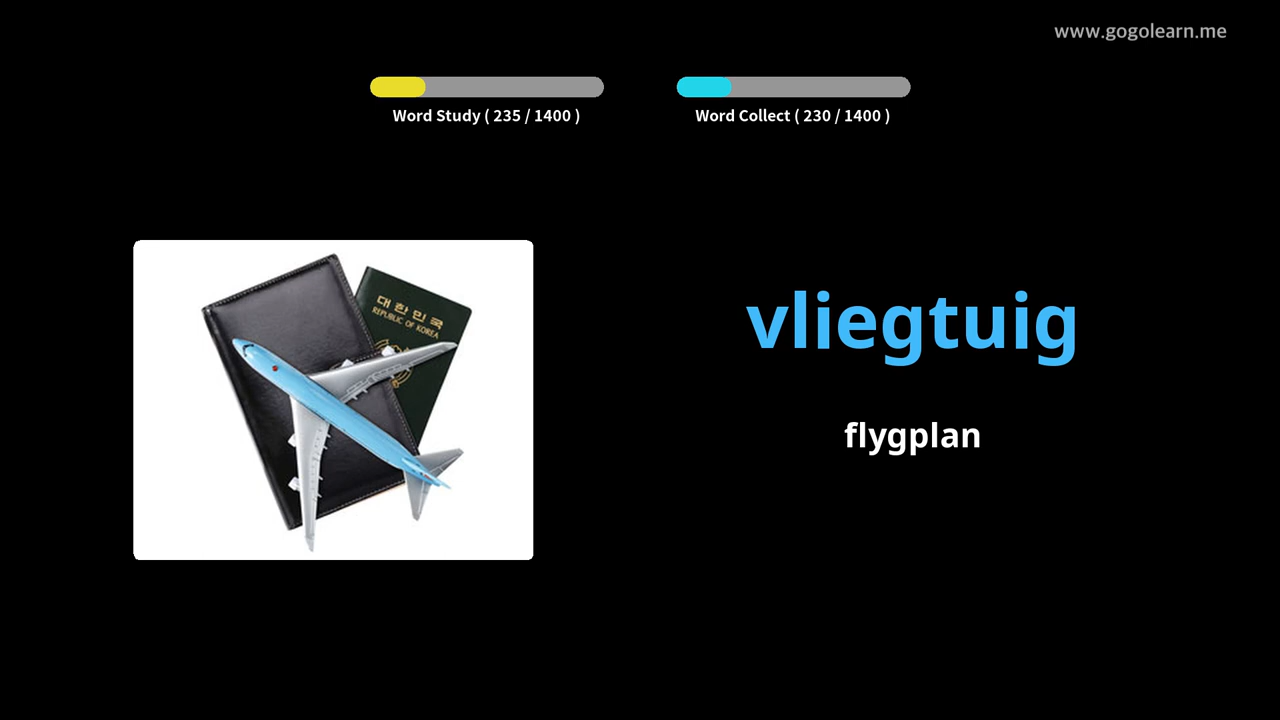 www.gogolearn.me
Word Study ( 235 / 1400 )
Word Collect ( 230 / 1400 )
대한민국
REPUBLIC OF KOREA
vliegtuig
flygplan